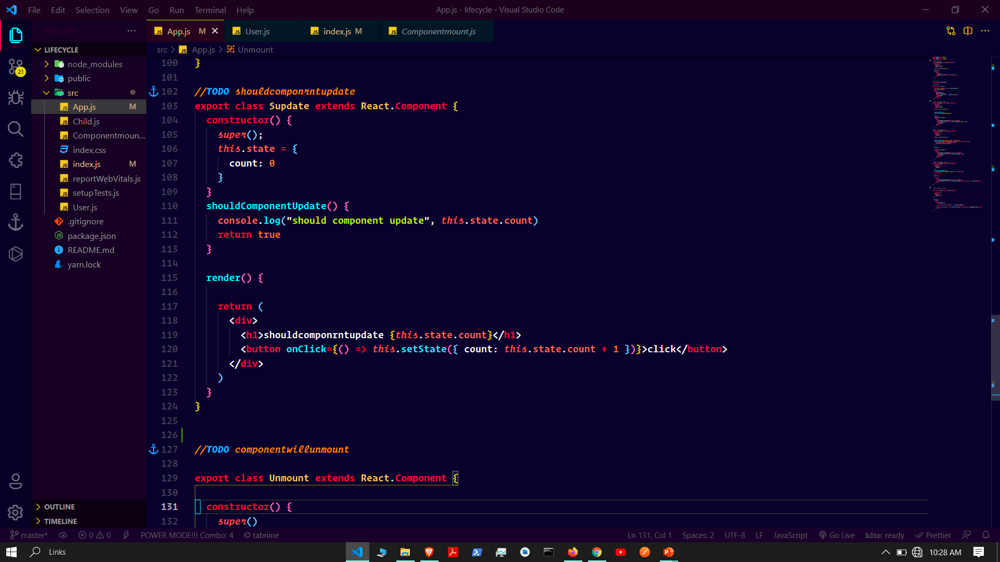 File Edit Selection View Go Run Terminal Help
App.js - lifecycle - Visual Studio Code
EXPLORER
App.js M
User.js
index.js M
Componentmount.js
src > App.js > Unmount
21
LIFECYCLE
node_modules
public
src
App.js M
Child.js
Componentmoun...
index.css
index.js M
reportWebVitals.js
setupTests.js
User.js
.gitignore
package.json
README.md
yarn.lock
OUTLINE
TIMELINE
100 }
101
102 //TODO shouldcomponrntupdate
103 export class Supdate extends React.Component {
104 constructor() {
105 super();
106 this.state = {
107 count: 0
108 }
109 }
110 shouldComponentUpdate() {
111 console.log("should component update", this.state.count)
112 return true
113 }
114
115 render() {
116
117 return (
118 <div>
119 <h1>shouldcomponrntupdate {this.state.count}</h1>
120 <button onClick={() => this.setState({ count: this.state.count + 1 })}>click</button>
121 </div>
122 )
123 }
124 }
125
126
127 //TODO componentwillunmount
128
129 export class Unmount extends React.Component {
130
131 constructor() {
132 super()
master* 0 0 POWER MODE!!! Combo: 4 tabnine
Ln 131, Col 1 Spaces: 2 UTF-8 LF JavaScript Go Live kite: ready Prettier
Links
10:28 AM